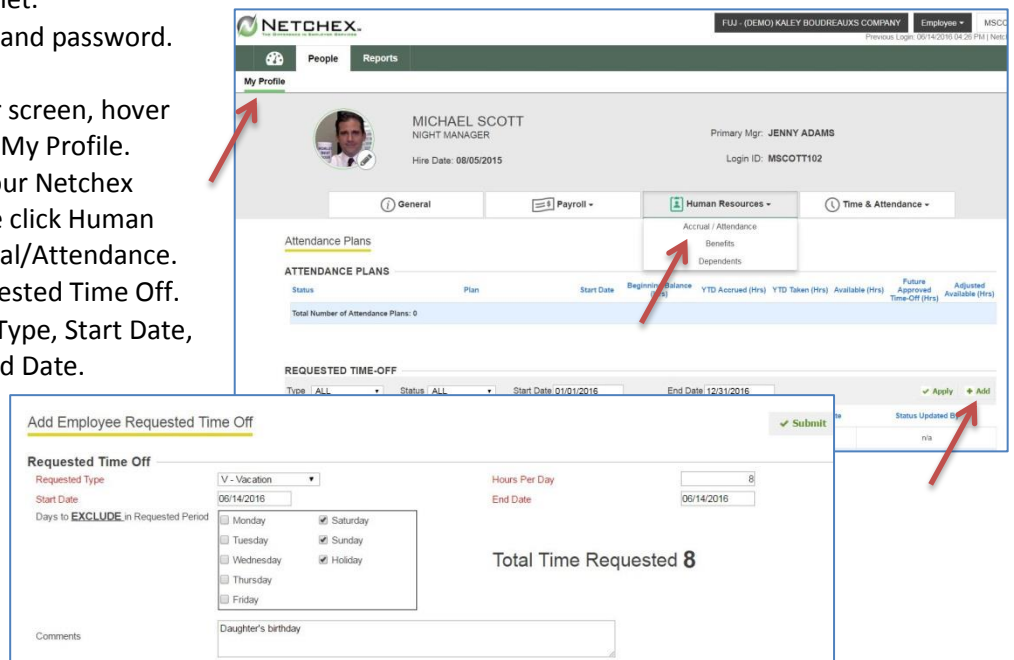 and password.
screen, hover
My Profile.
our Netchex
click Human
al/Attendance.
ested Time Off.
Type, Start Date,
d Date.
NETCHEX
FUJ - (DEMO) KALEY BOUDREAUXS COMPANY
Employee
MSCO
Previous Login: 06/14/2016 04:26 PM | Netch
People
Reports
My Profile
MICHAEL SCOTT
NIGHT MANAGER
Hire Date: 08/05/2015
Primary Mgr: JENNY ADAMS
Login ID: MSCOTT102
General
Payroll
Human Resources
Time & Attendance
Accrual / Attendance
Benefits
Dependents
Attendance Plans
ATTENDANCE PLANS
Status
Plan
Start Date
Beginning Balance (Hrs)
YTD Accrued (Hrs)
YTD Taken (Hrs)
Available (Hrs)
Future Approved Time-Off (Hrs)
Adjusted Available (Hrs)
Total Number of Attendance Plans: 0
REQUESTED TIME-OFF
Type ALL
Status ALL
Start Date 01/01/2016
End Date 12/31/2016
Apply
Add
Status Updated By
n/a
Add Employee Requested Time Off
Submit
Requested Time Off
Requested Type
V - Vacation
Hours Per Day
8
Start Date
06/14/2016
End Date
06/14/2016
Days to EXCLUDE in Requested Period
Monday
Saturday
Tuesday
Sunday
Wednesday
Holiday
Thursday
Friday
Total Time Requested 8
Comments
Daughter's birthday